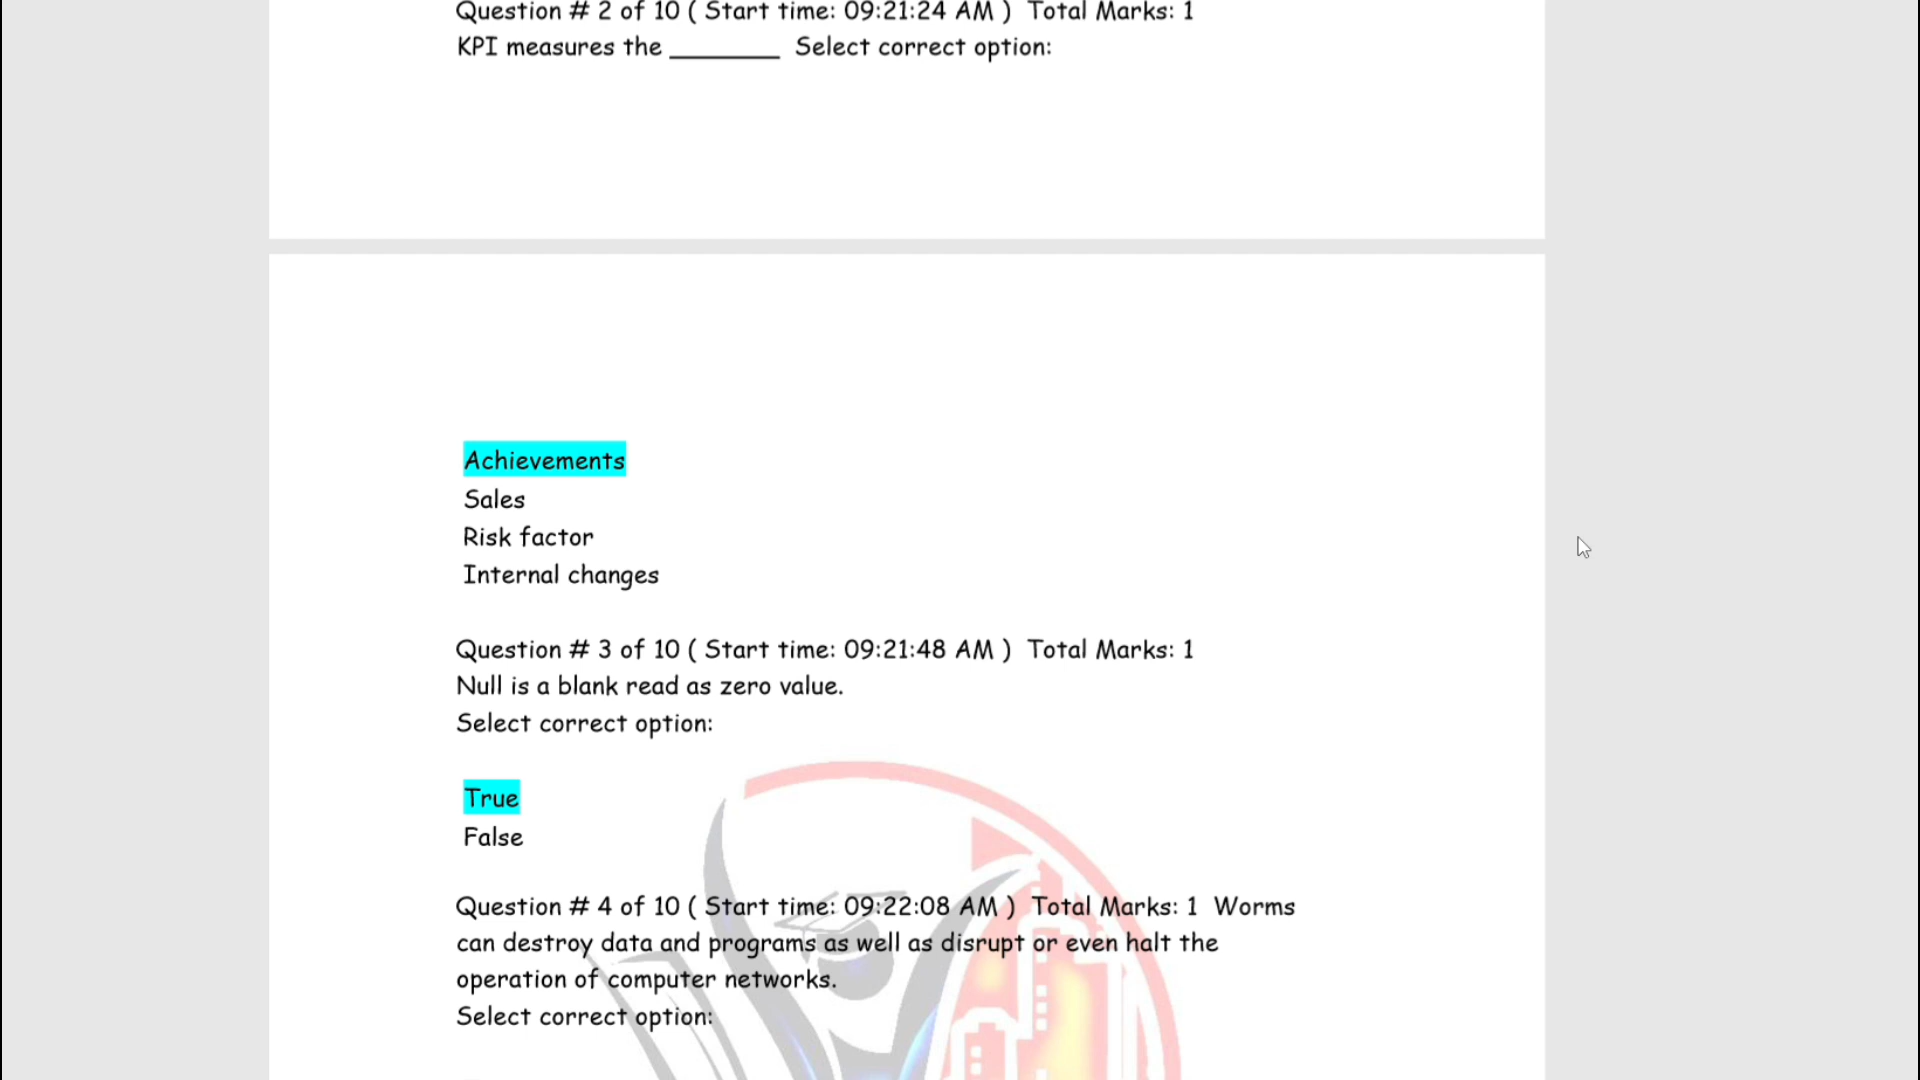 Question # 2 of 10 ( Start time: 09:21:24 AM ) Total Marks: 1
KPI measures the ________ Select correct option:
Achievements
Sales
Risk factor
Internal changes
Question # 3 of 10 ( Start time: 09:21:48 AM ) Total Marks: 1
Null is a blank read as zero value.
Select correct option:
True
False
Question # 4 of 10 ( Start time: 09:22:08 AM ) Total Marks: 1 Worms
can destroy data and programs as well as disrupt or even halt the
operation of computer networks.
Select correct option: